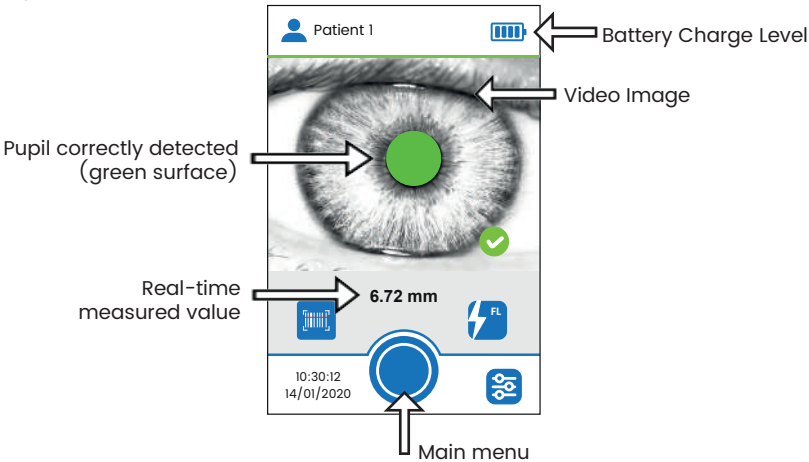 Patient 1
Battery Charge Level
Video Image
Pupil correctly detected
(green surface)
Real-time
measured value
6.72 mm
FL
10:30:12
14/01/2020
Main menu